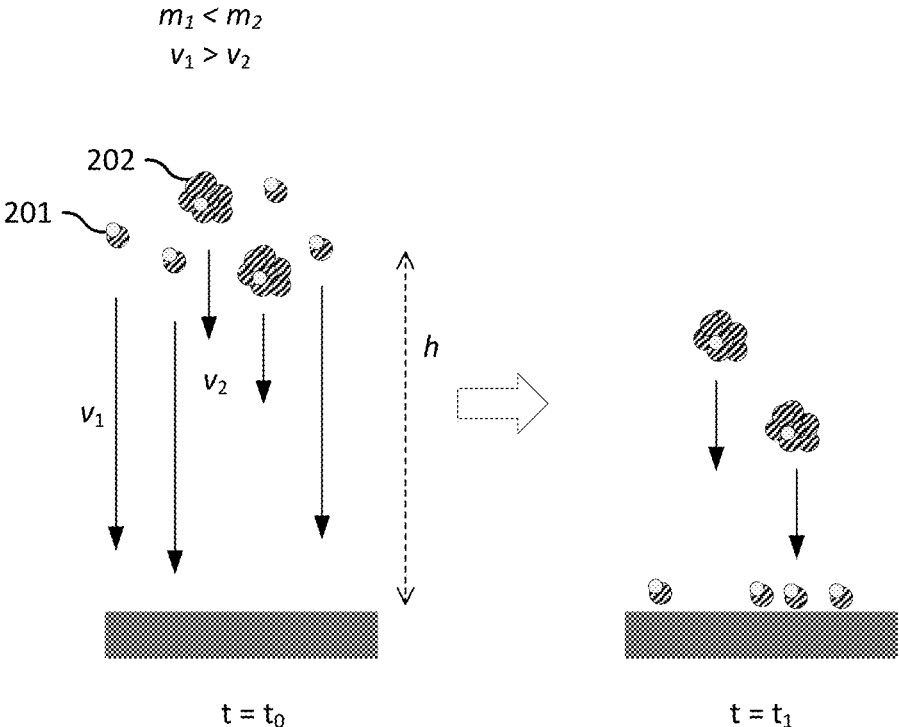 m₁ < m₂
v₁ > v₂
202
201
h
v₂
v₁
t = t₀
t = t₁